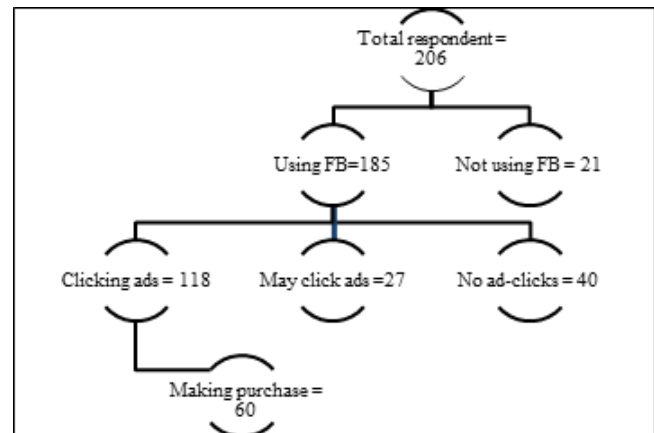 Total respondent =
206
Using FB=185
Not using FB = 21
Clicking ads = 118
May click ads =27
No ad-clicks = 40
Making purchase =
60